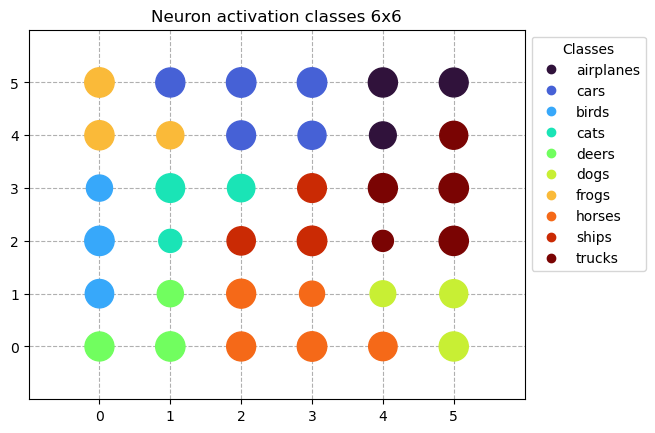 Neuron activation classes 6x6
5
4
3
2
1
0
0 1 2 3 4 5
Classes
airplanes
cars
birds
cats
deers
dogs
frogs
horses
ships
trucks